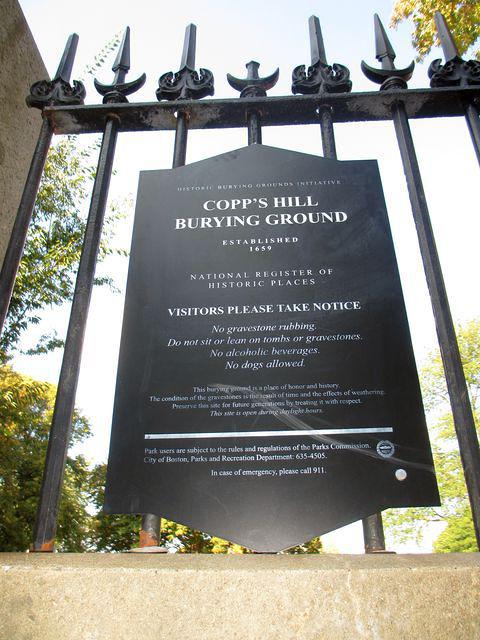 HISTORIC BURYING GROUNDS INITIATIVE
COPP'S HILL
BURYING GROUND
ESTABLISHED
1659
NATIONAL REGISTER OF
HISTORIC PLACES
VISITORS PLEASE TAKE NOTICE
No gravestone rubbing.
Do not sit or lean on tombs or gravestones.
No alcoholic beverages.
No dogs allowed.
This burying ground is a place of honor and history.
The condition of the gravestones is the result of time and the effects of weathering.
Preserve this site for future generations by treating it with respect.
This site is open during daylight hours.
Park users are subject to the rules and regulations of the Parks Commission.
City of Boston, Parks and Recreation Department: 635-4505.
In case of emergency, please call 911.